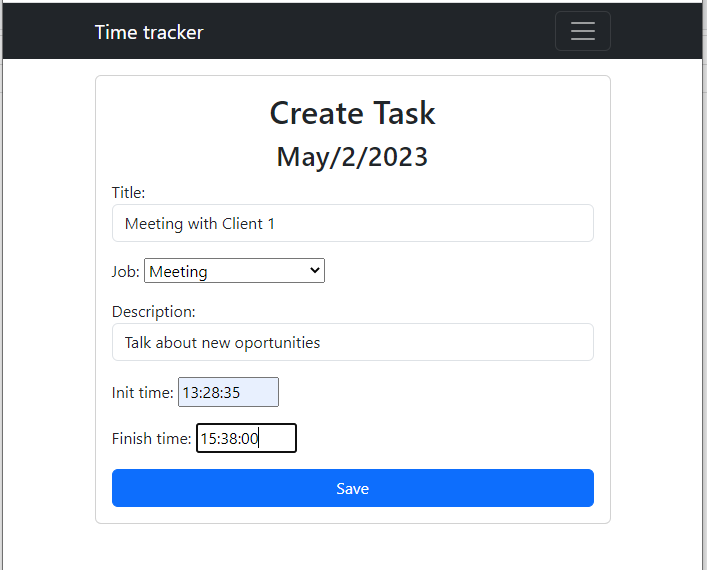 Time tracker
Create Task
May/2/2023
Title:
Meeting with Client 1
Job: Meeting
Description:
Talk about new oportunities
Init time: 13:28:35
Finish time: 15:38:00
Save